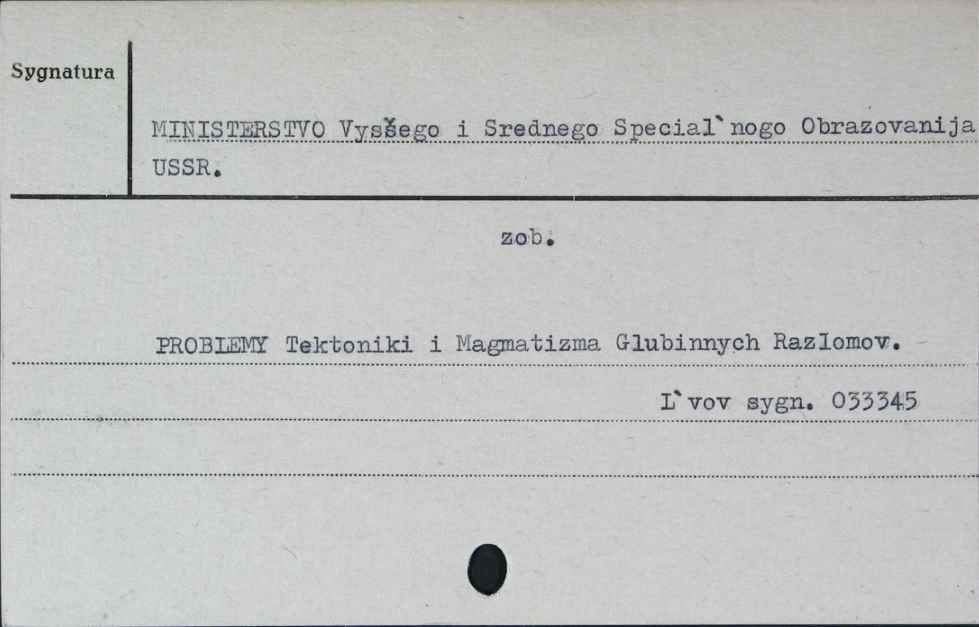 Sygnatura
MINISTERSTVO Vysšego i Srednego Special`nogo Obrazovanija
USSR.
zob.
PROBLEMY Tektoniki i Magmatizma Glubinnych Razlomov.
L`vov sygn. 033345